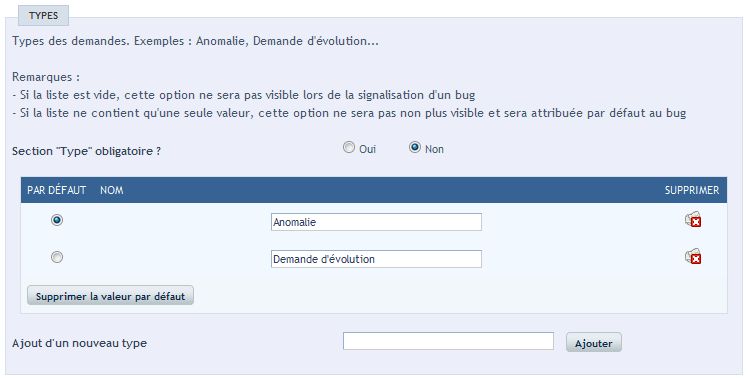 TYPES
Types des demandes. Exemples : Anomalie, Demande d'évolution...
Remarques :
- Si la liste est vide, cette option ne sera pas visible lors de la signalisation d'un bug
- Si la liste ne contient qu'une seule valeur, cette option ne sera pas non plus visible et sera attribuée par défaut au bug
Section "Type" obligatoire ? Oui Non
PAR DÉFAUT NOM SUPPRIMER
Anomalie
Demande d'évolution
Supprimer la valeur par défaut
Ajout d'un nouveau type Ajouter